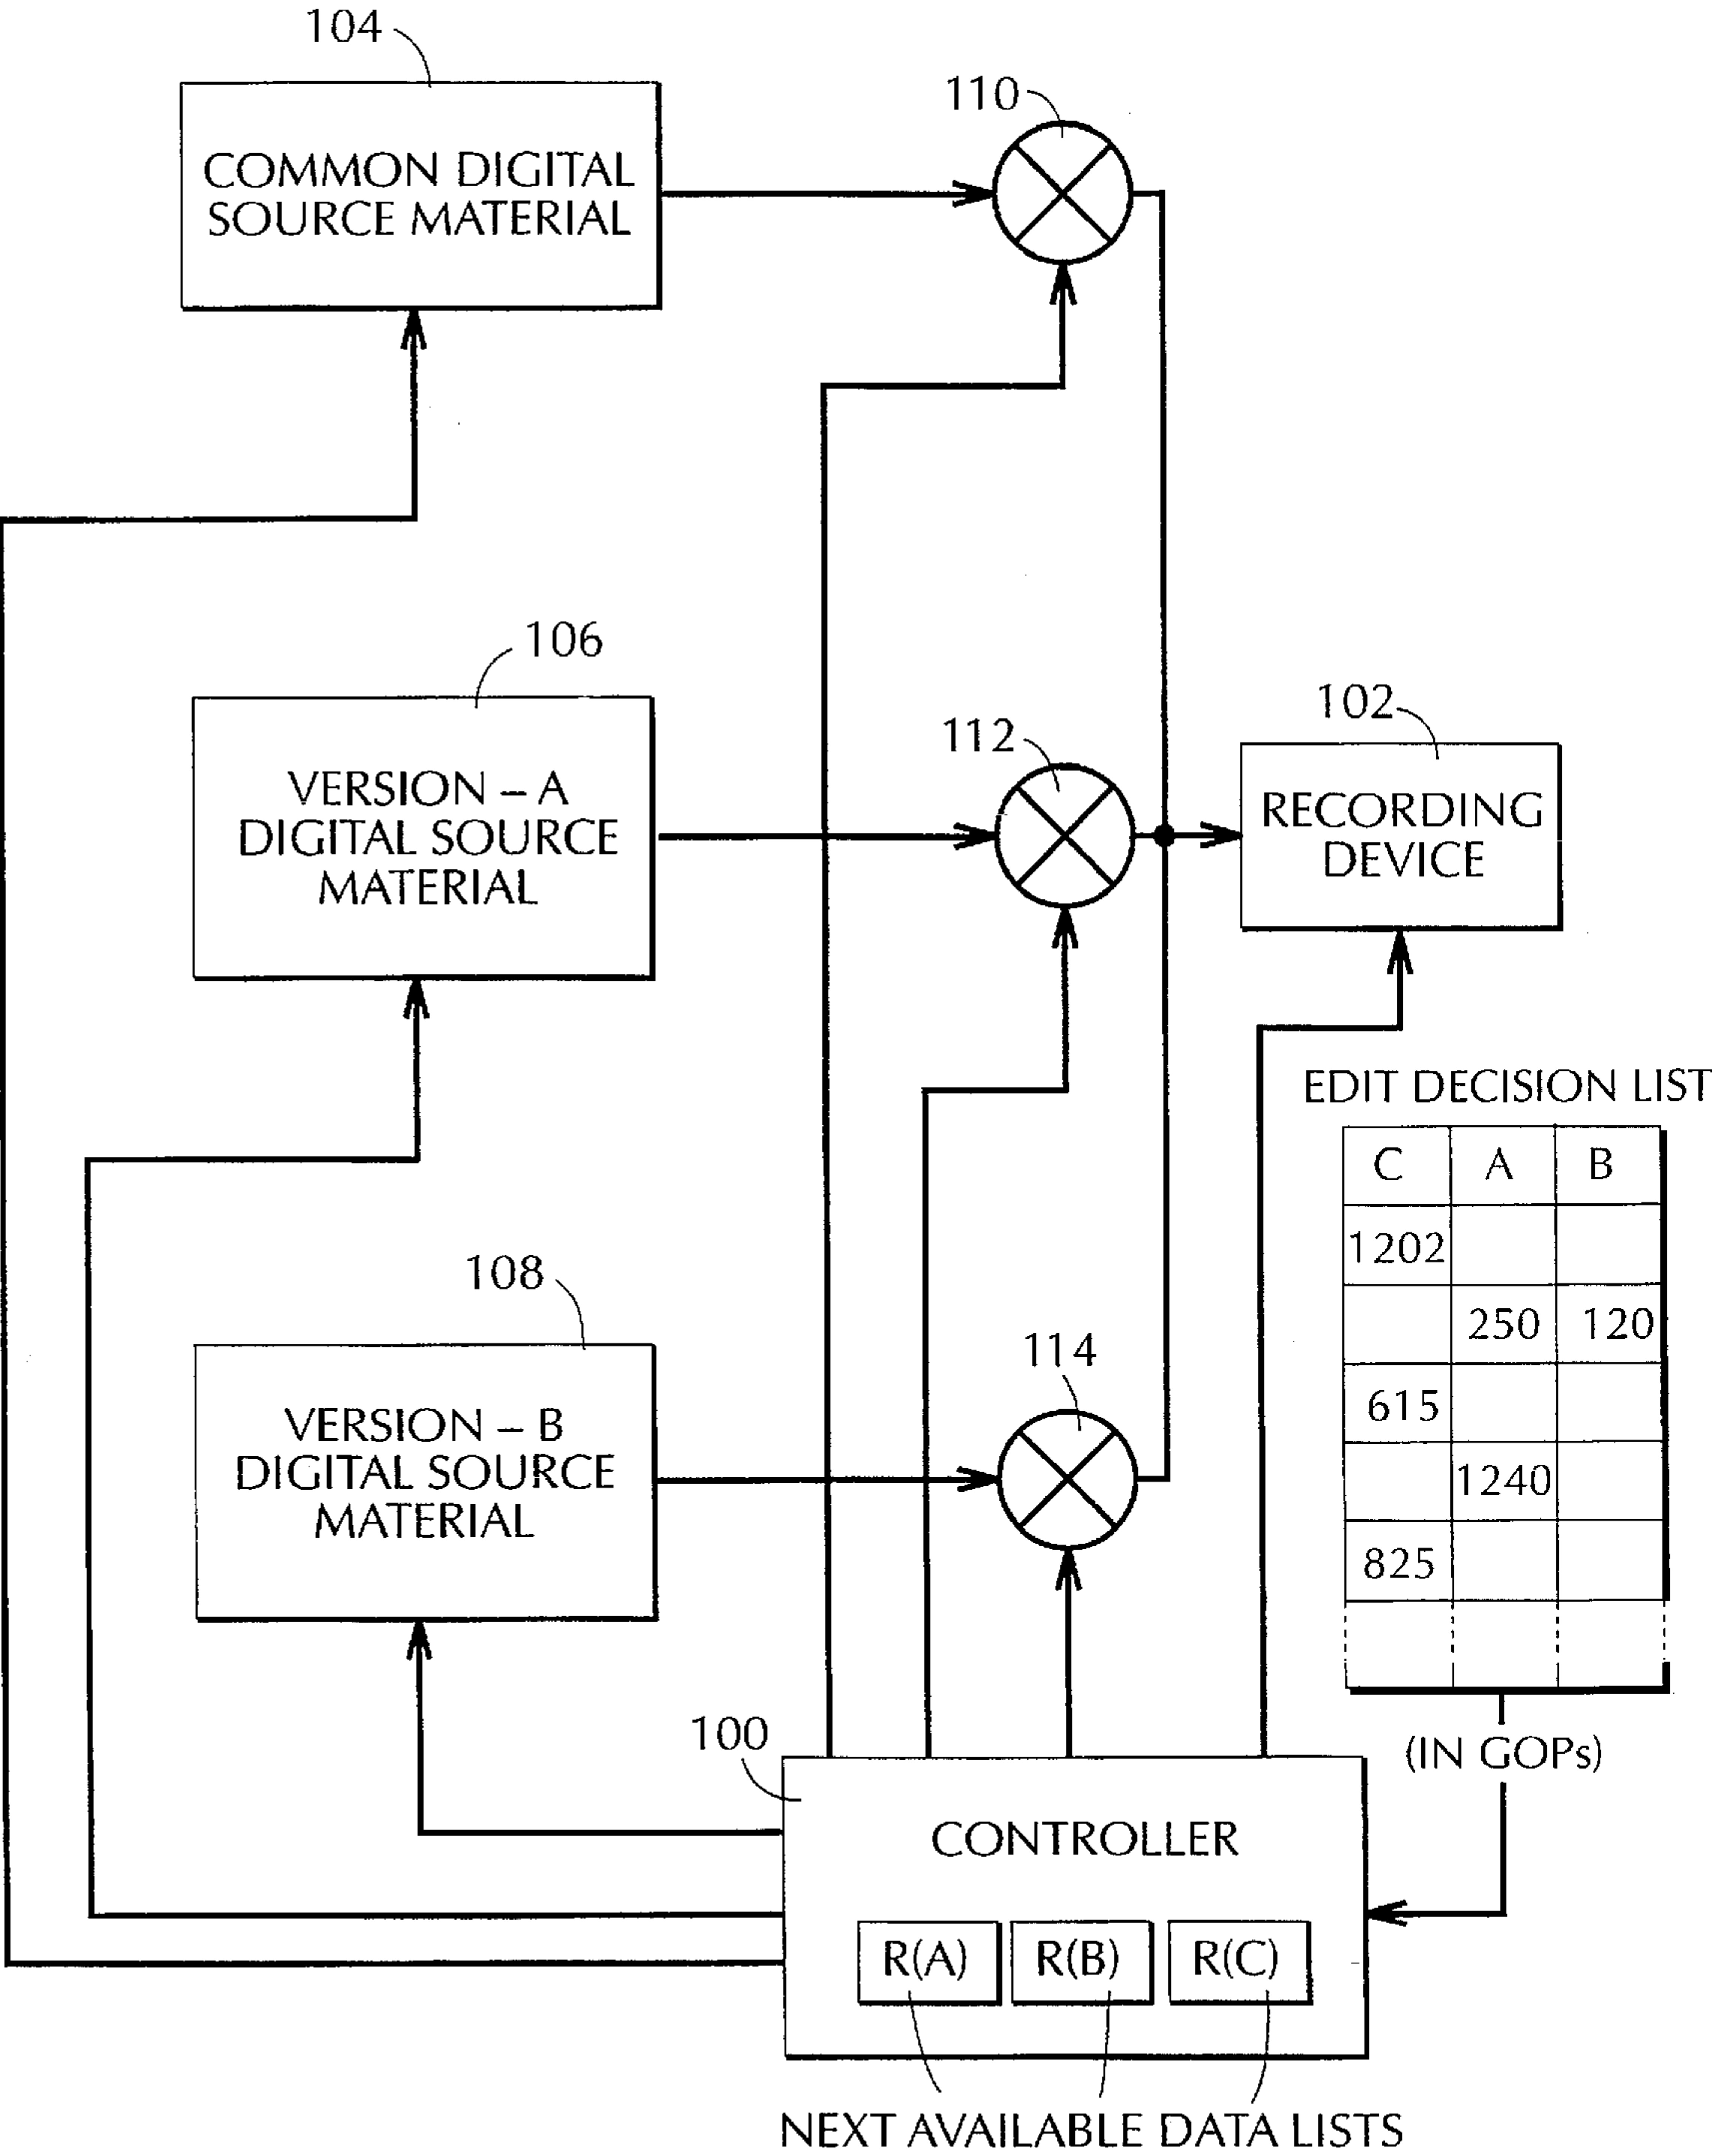 104
COMMON DIGITAL
SOURCE MATERIAL
110
106
VERSION – A
DIGITAL SOURCE
MATERIAL
112
102
RECORDING
DEVICE
108
VERSION – B
DIGITAL SOURCE
MATERIAL
114
EDIT DECISION LIST
C A B
1202
250 120
615
1240
825
(IN GOPs)
100
CONTROLLER
R(A) R(B) R(C)
NEXT AVAILABLE DATA LISTS